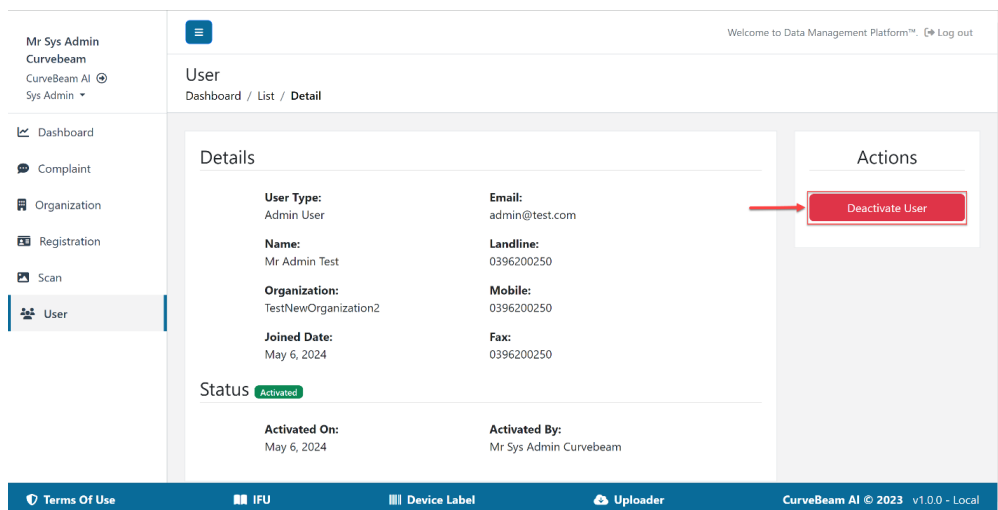 Mr Sys Admin
Curvebeam
CurveBeam AI
Sys Admin
Dashboard
Complaint
Organization
Registration
Scan
User
Welcome to Data Management Platform™.
Log out
User
Dashboard / List / Detail
Details
User Type:
Admin User
Email:
admin@test.com
Name:
Mr Admin Test
Landline:
0396200250
Organization:
TestNewOrganization2
Mobile:
0396200250
Joined Date:
May 6, 2024
Fax:
0396200250
Status Activated
Activated On:
May 6, 2024
Activated By:
Mr Sys Admin Curvebeam
Actions
Deactivate User
Terms Of Use
IFU
Device Label
Uploader
CurveBeam AI © 2023 v1.0.0 - Local